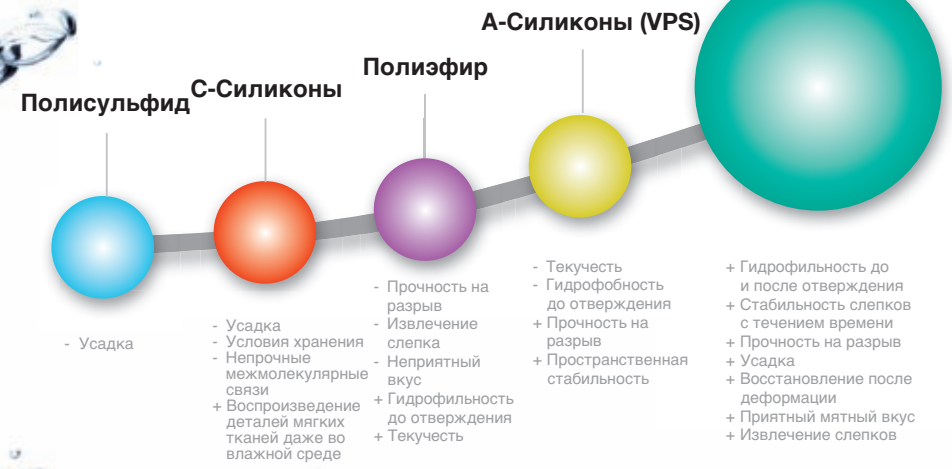 А-Силиконы (VPS)
Полиэфир
С-Силиконы
Полисульфид
- Усадка
- Усадка
- Условия хранения
- Непрочные
межмолекулярные
связи
+ Воспроизведение
деталей мягких
тканей даже во
влажной среде
- Прочность на
разрыв
- Извлечение
слепка
- Неприятный
вкус
+ Гидрофильность
до отверждения
+ Текучесть
- Текучесть
- Гидрофобность
до отверждения
+ Прочность на
разрыв
+ Пространственная
стабильность
+ Гидрофильность до
и после отверждения
+ Стабильность слепков
с течением времени
+ Прочность на разрыв
+ Усадка
+ Восстановление после
деформации
+ Приятный мятный вкус
+ Извлечение слепков